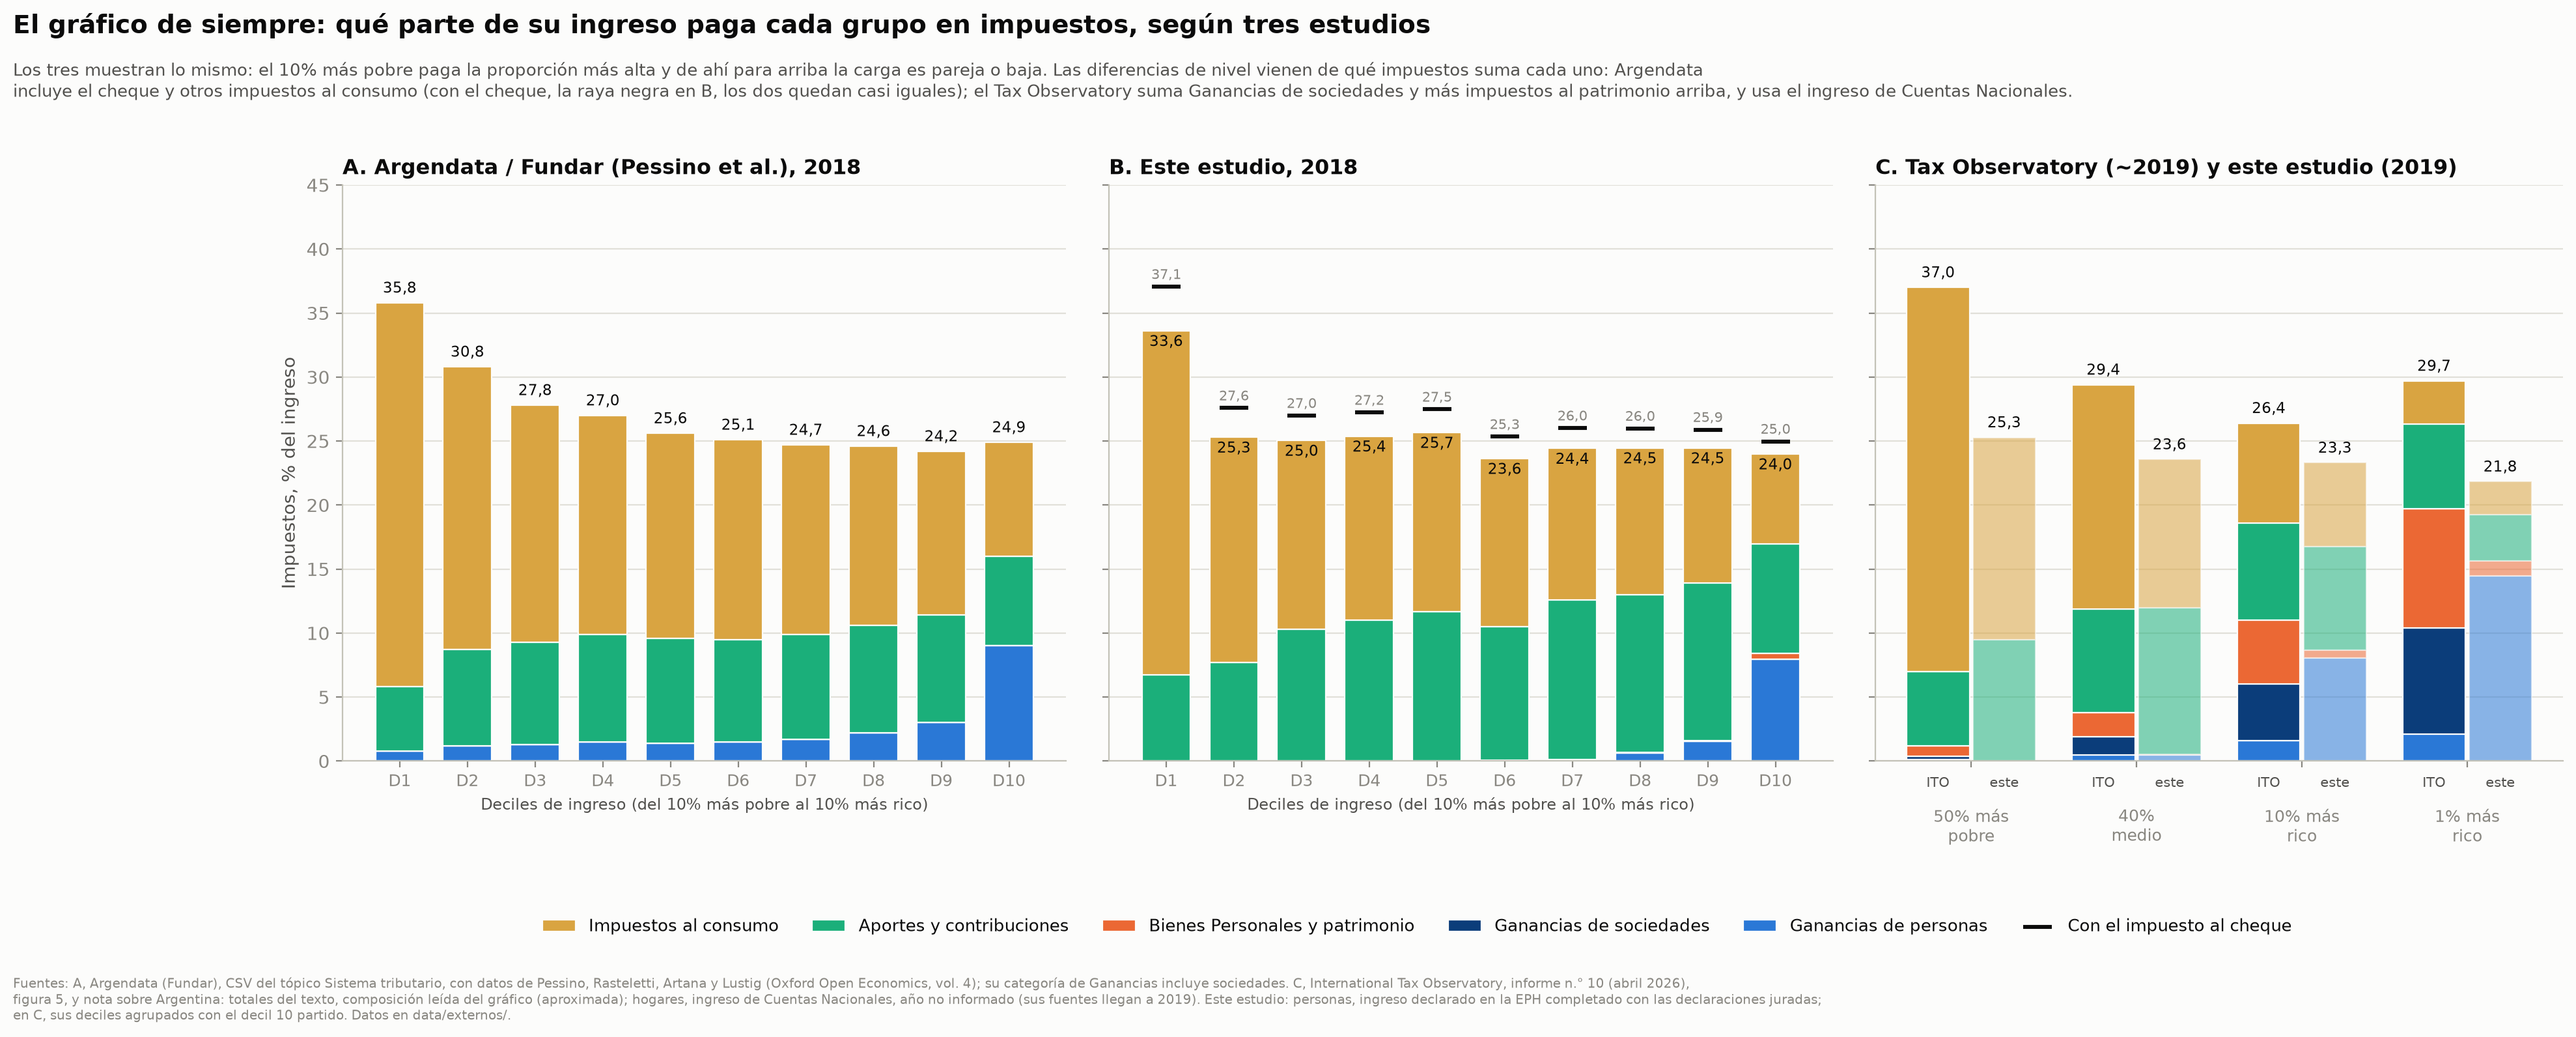 El gráfico de siempre: qué parte de su ingreso paga cada grupo en impuestos, según tres estudios
Los tres muestran lo mismo: el 10% más pobre paga la proporción más alta y de ahí para arriba la carga es pareja o baja. Las diferencias de nivel vienen de qué impuestos suma cada uno: Argendata
incluye el cheque y otros impuestos al consumo (con el cheque, la raya negra en B, los dos quedan casi iguales); el Tax Observatory suma Ganancias de sociedades y más impuestos al patrimonio arriba, y usa el ingreso de Cuentas Nacionales.
A. Argendata / Fundar (Pessino et al.), 2018
Impuestos, % del ingreso
45
40
35
30
25
20
15
10
5
0
35,8
30,8
27,8
27,0
25,6
25,1
24,7
24,6
24,2
24,9
D1 D2 D3 D4 D5 D6 D7 D8 D9 D10
Deciles de ingreso (del 10% más pobre al 10% más rico)
B. Este estudio, 2018
37,1
27,6
27,0
27,2
27,5
25,3
26,0
26,0
25,9
25,0
33,6
25,3
25,0
25,4
25,7
23,6
24,4
24,5
24,5
24,0
D1 D2 D3 D4 D5 D6 D7 D8 D9 D10
Deciles de ingreso (del 10% más pobre al 10% más rico)
C. Tax Observatory (~2019) y este estudio (2019)
37,0
25,3
29,4
23,6
26,4
23,3
29,7
21,8
ITO este ITO este ITO este ITO este
50% más
pobre
40%
medio
10% más
rico
1% más
rico
Impuestos al consumo
Aportes y contribuciones
Bienes Personales y patrimonio
Ganancias de sociedades
Ganancias de personas
Con el impuesto al cheque
Fuentes: A, Argendata (Fundar), CSV del tópico Sistema tributario, con datos de Pessino, Rasteletti, Artana y Lustig (Oxford Open Economics, vol. 4); su categoría de Ganancias incluye sociedades. C, International Tax Observatory, informe n.° 10 (abril 2026),
figura 5, y nota sobre Argentina: totales del texto, composición leída del gráfico (aproximada); hogares, ingreso de Cuentas Nacionales, año no informado (sus fuentes llegan a 2019). Este estudio: personas, ingreso declarado en la EPH completado con las declaraciones juradas;
en C, sus deciles agrupados con el decil 10 partido. Datos en data/externos/.